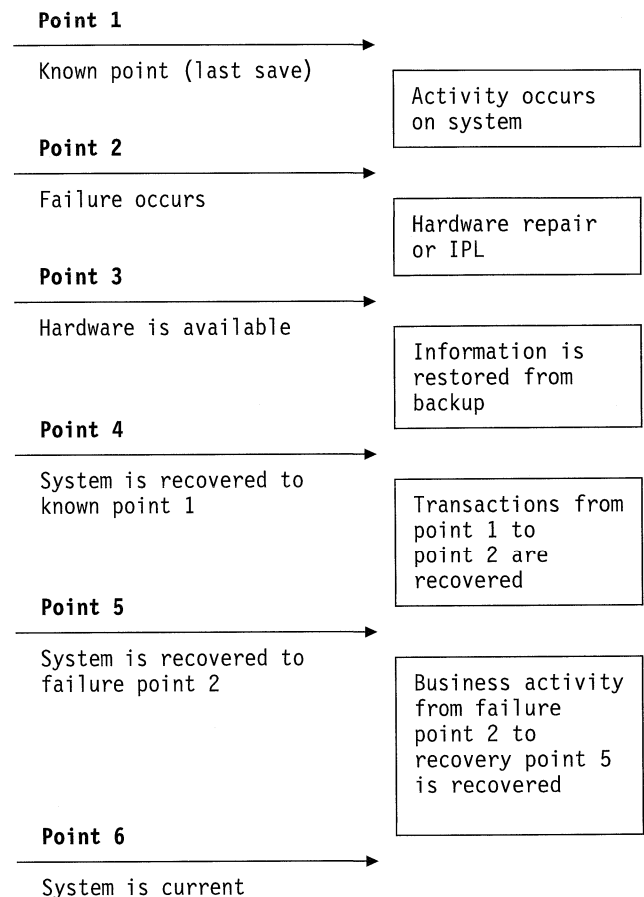 Point 1
Known point (last save)
Activity occurs
on system
Point 2
Failure occurs
Hardware repair
or IPL
Point 3
Hardware is available
Information is
restored from
backup
Point 4
System is recovered to
known point 1
Transactions from
point 1 to
point 2 are
recovered
Point 5
System is recovered to
failure point 2
Business activity
from failure
point 2 to
recovery point 5
is recovered
Point 6
System is current